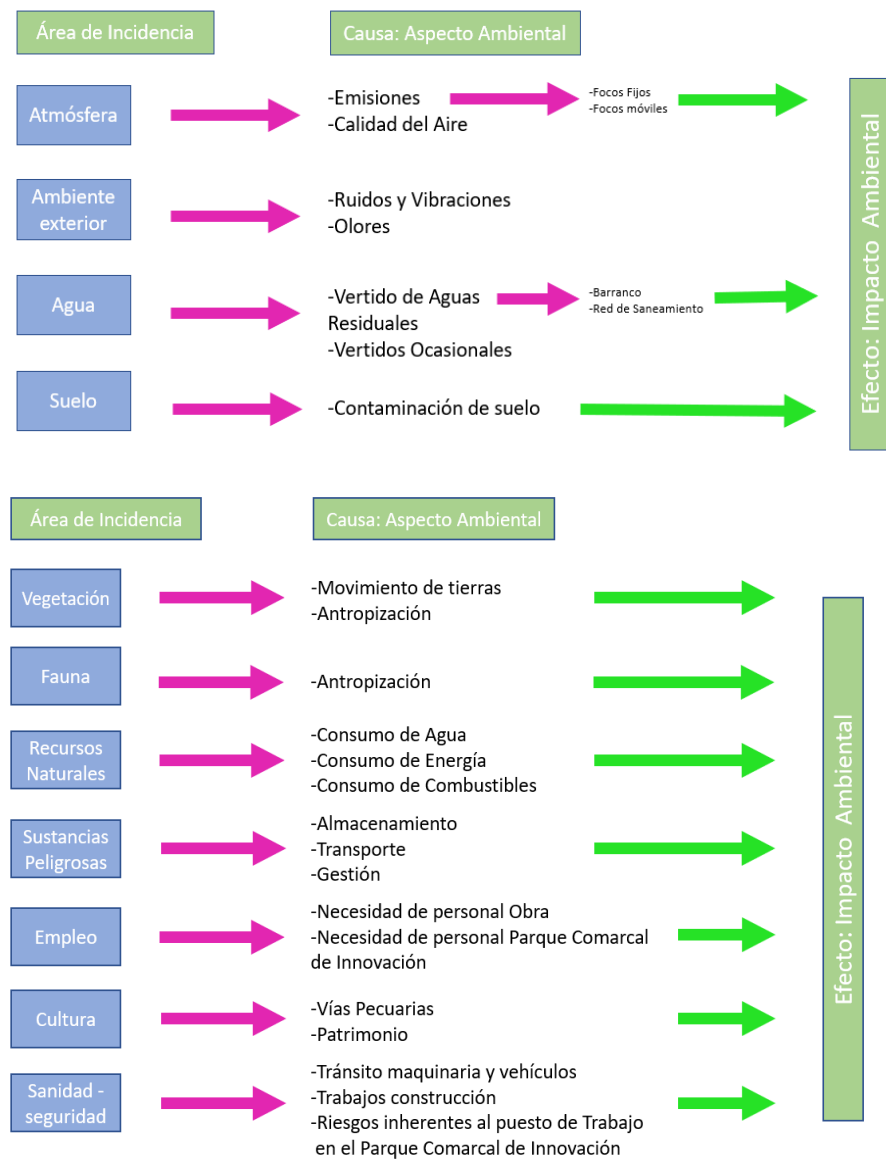 Área de Incidencia
Causa: Aspecto Ambiental
Atmósfera
-Emisiones
-Calidad del Aire
-Focos Fijos
-Focos móviles
Ambiente
exterior
-Ruidos y Vibraciones
-Olores
Agua
-Vertido de Aguas
Residuales
-Vertidos Ocasionales
-Barranco
-Red de Saneamiento
Suelo
-Contaminación de suelo
Efecto: Impacto Ambiental
Área de Incidencia
Causa: Aspecto Ambiental
Vegetación
-Movimiento de tierras
-Antropización
Fauna
-Antropización
Recursos
Naturales
-Consumo de Agua
-Consumo de Energía
-Consumo de Combustibles
Sustancias
Peligrosas
-Almacenamiento
-Transporte
-Gestión
Empleo
-Necesidad de personal Obra
-Necesidad de personal Parque Comarcal
de Innovación
Cultura
-Vías Pecuarias
-Patrimonio
Sanidad -
seguridad
-Tránsito maquinaria y vehículos
-Trabajos construcción
-Riesgos inherentes al puesto de Trabajo
en el Parque Comarcal de Innovación
Efecto: Impacto Ambiental